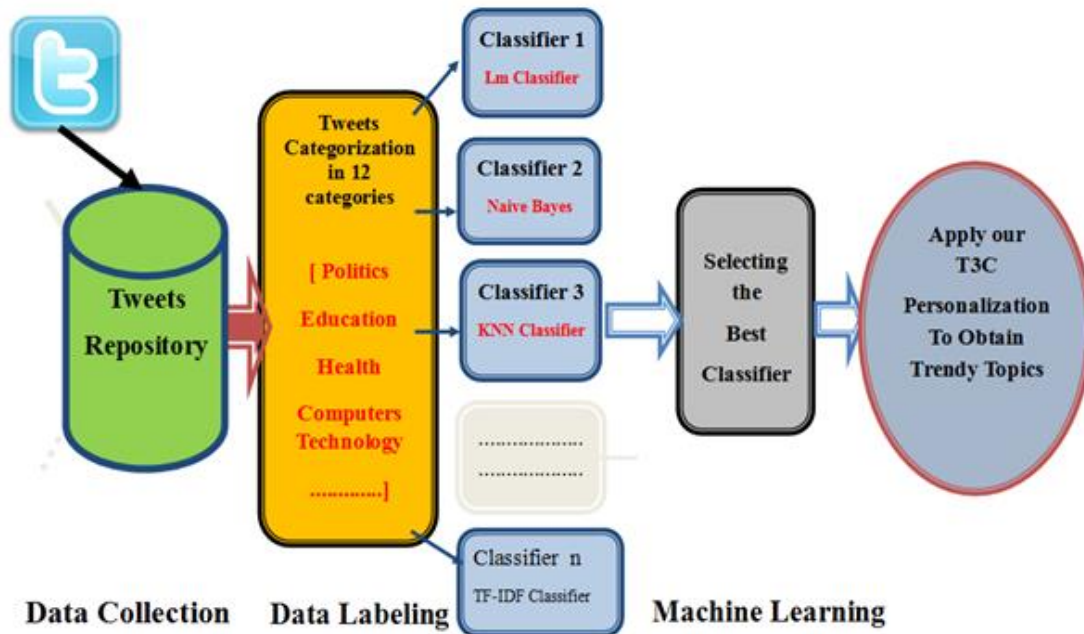 t
Tweets
Repository
Tweets
Categorization
in 12
categories
[ Politics
Education
Health
Computers
Technology
..............]
Classifier 1
Lm Classifier
Classifier 2
Naive Bayes
Classifier 3
KNN Classifier
....................
....................
Classifier n
TF-IDF Classifier
Selecting
the
Best
Classifier
Apply our
T3C
Personalization
To Obtain
Trendy Topics
Data Collection
Data Labeling
Machine Learning